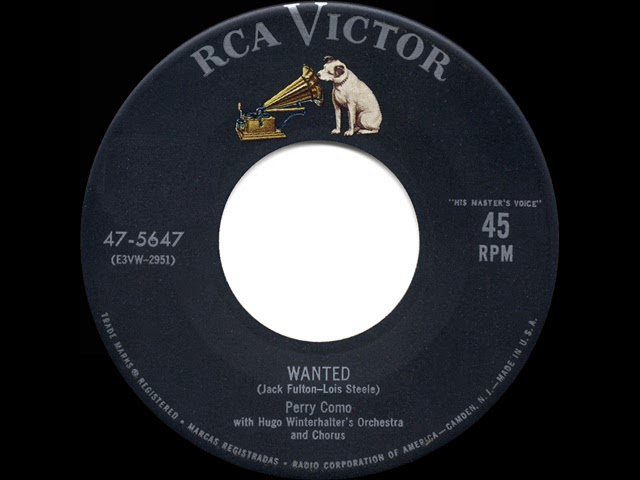 RCA VICTOR
"HIS MASTER'S VOICE"
47-5647
(E3VW-2951)
45
RPM
WANTED
(Jack Fulton-Lois Steele)
Perry Como
with Hugo Winterhalter's Orchestra
and Chorus
TRADE MARKS ® REGISTERED • MARCAS REGISTRADAS • RADIO CORPORATION OF AMERICA—CAMDEN, N. J.—MADE IN U. S. A.